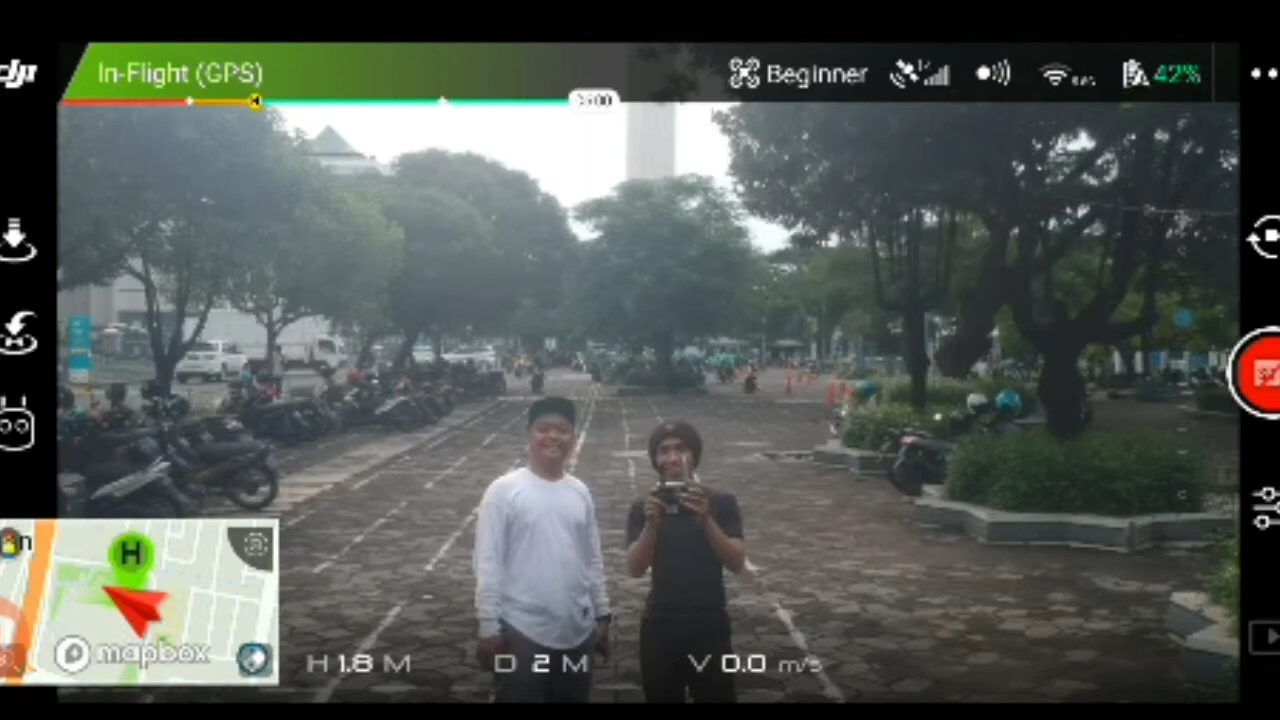 dji
In-Flight (GPS)
Beginner
42%
H
mapbox
H 1.8 M
D 2 M
V 0.0 m/s